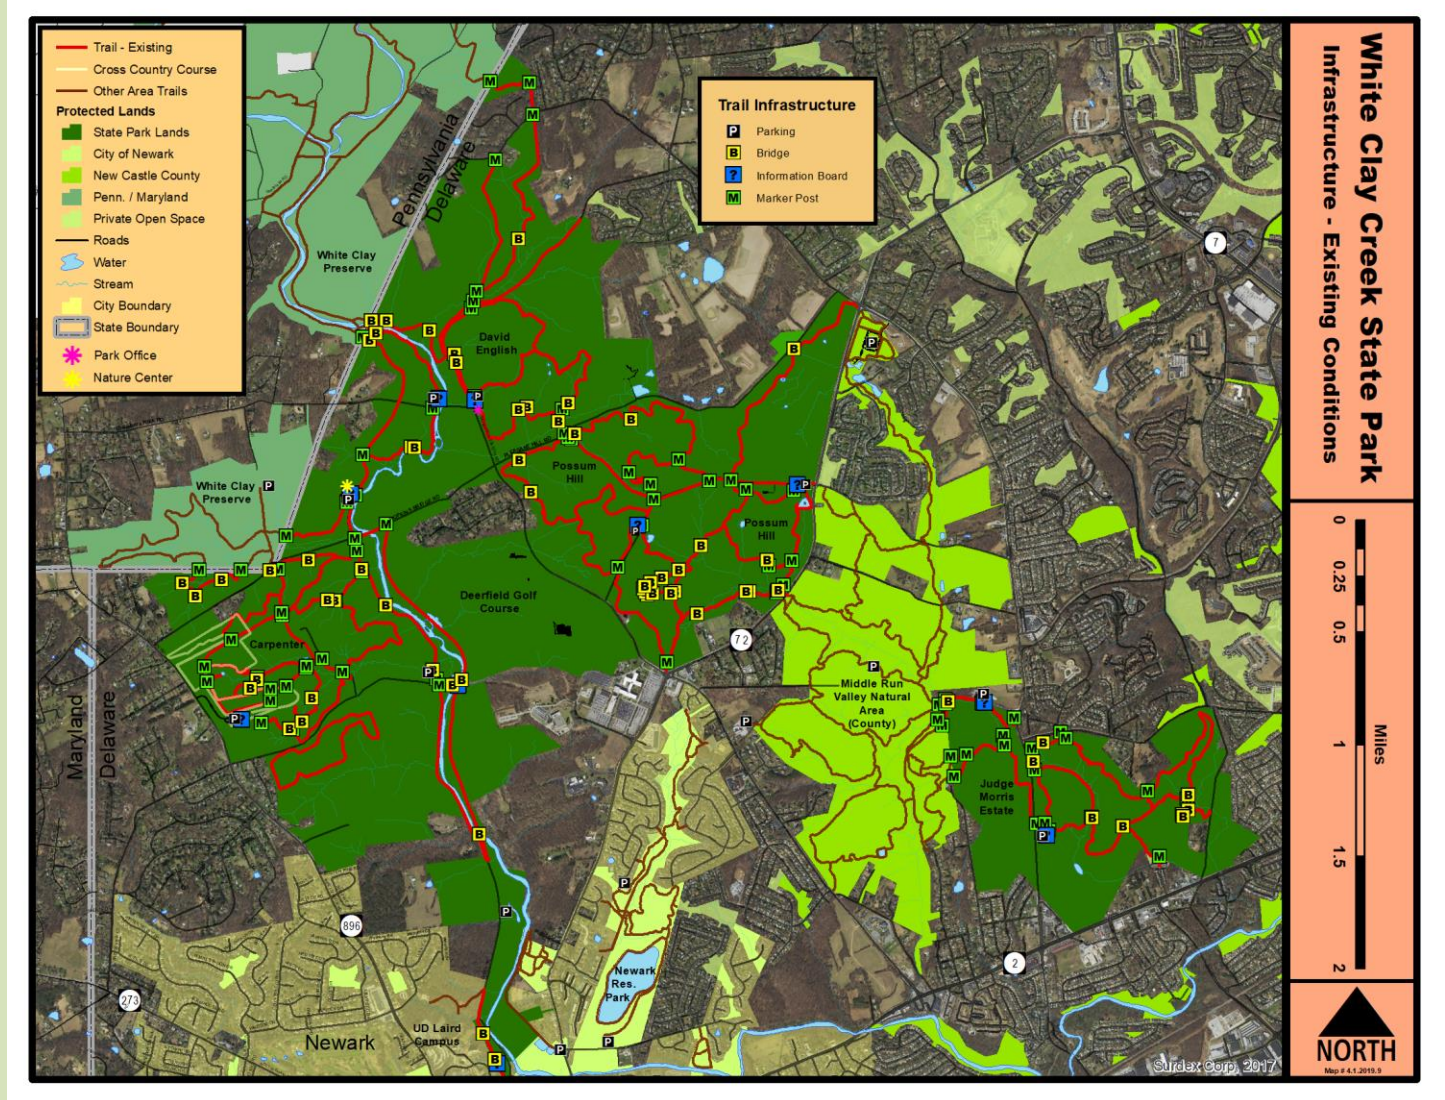 Trail - Existing
Cross Country Course
Other Area Trails
Protected Lands
State Park Lands
City of Newark
New Castle County
Penn. / Maryland
Private Open Space
Roads
Water
Stream
City Boundary
State Boundary
Park Office
Nature Center
Trail Infrastructure
P Parking
B Bridge
? Information Board
M Marker Post
White Clay Creek State Park
Infrastructure - Existing Conditions
Pennsylvania
Delaware
7
White Clay
Preserve
David
English
Possum
Hill
White Clay
Preserve
Possum
Hill
Deerfield Golf
Course
72
Carpenter
Middle Run
Valley Natural
Area
(County)
Maryland
Delaware
Judge
Morris
Estate
896
2
273
Newark
Res.
Park
UD Laird
Campus
Newark
Surdex Corp, 2017
0
0.25
0.5
1
1.5
2
Miles
NORTH
Map # 4.1.2019.9